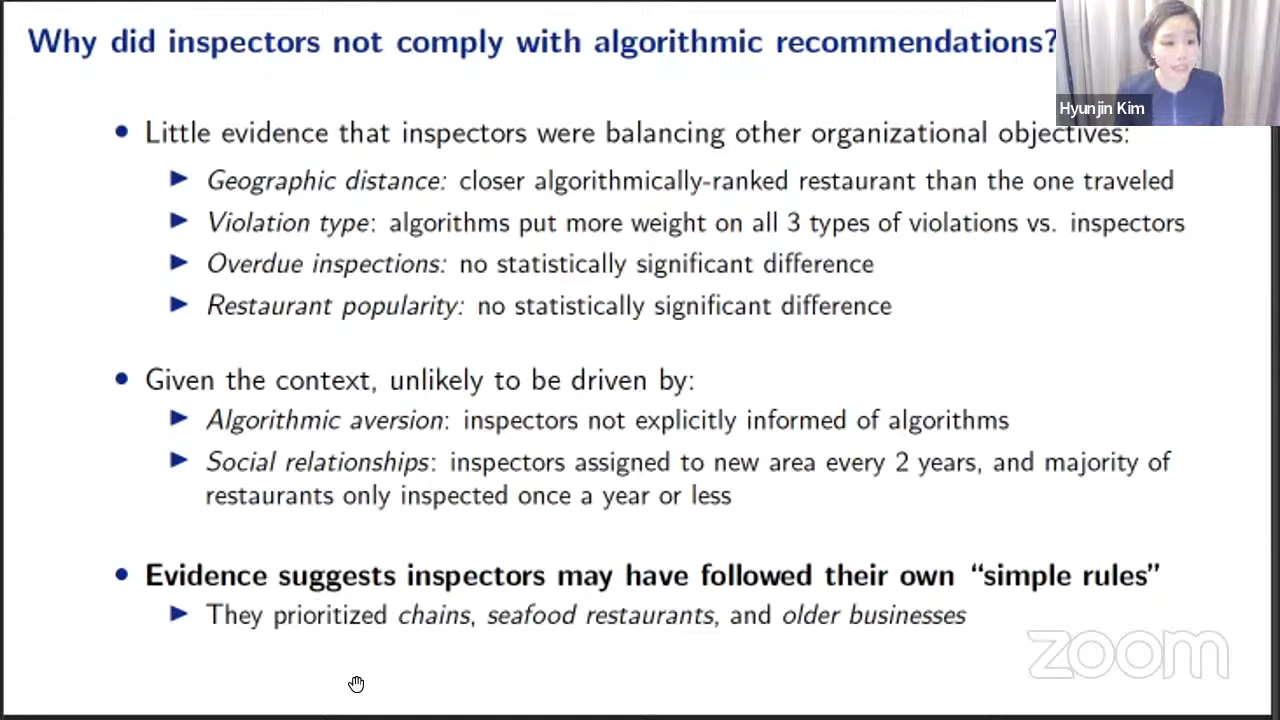 Why did inspectors not comply with algorithmic recommendations?
Hyunjin Kim
• Little evidence that inspectors were balancing other organizational objectives:
▶ Geographic distance: closer algorithmically-ranked restaurant than the one traveled
▶ Violation type: algorithms put more weight on all 3 types of violations vs. inspectors
▶ Overdue inspections: no statistically significant difference
▶ Restaurant popularity: no statistically significant difference
• Given the context, unlikely to be driven by:
▶ Algorithmic aversion: inspectors not explicitly informed of algorithms
▶ Social relationships: inspectors assigned to new area every 2 years, and majority of
restaurants only inspected once a year or less
• Evidence suggests inspectors may have followed their own “simple rules”
▶ They prioritized chains, seafood restaurants, and older businesses
zoom